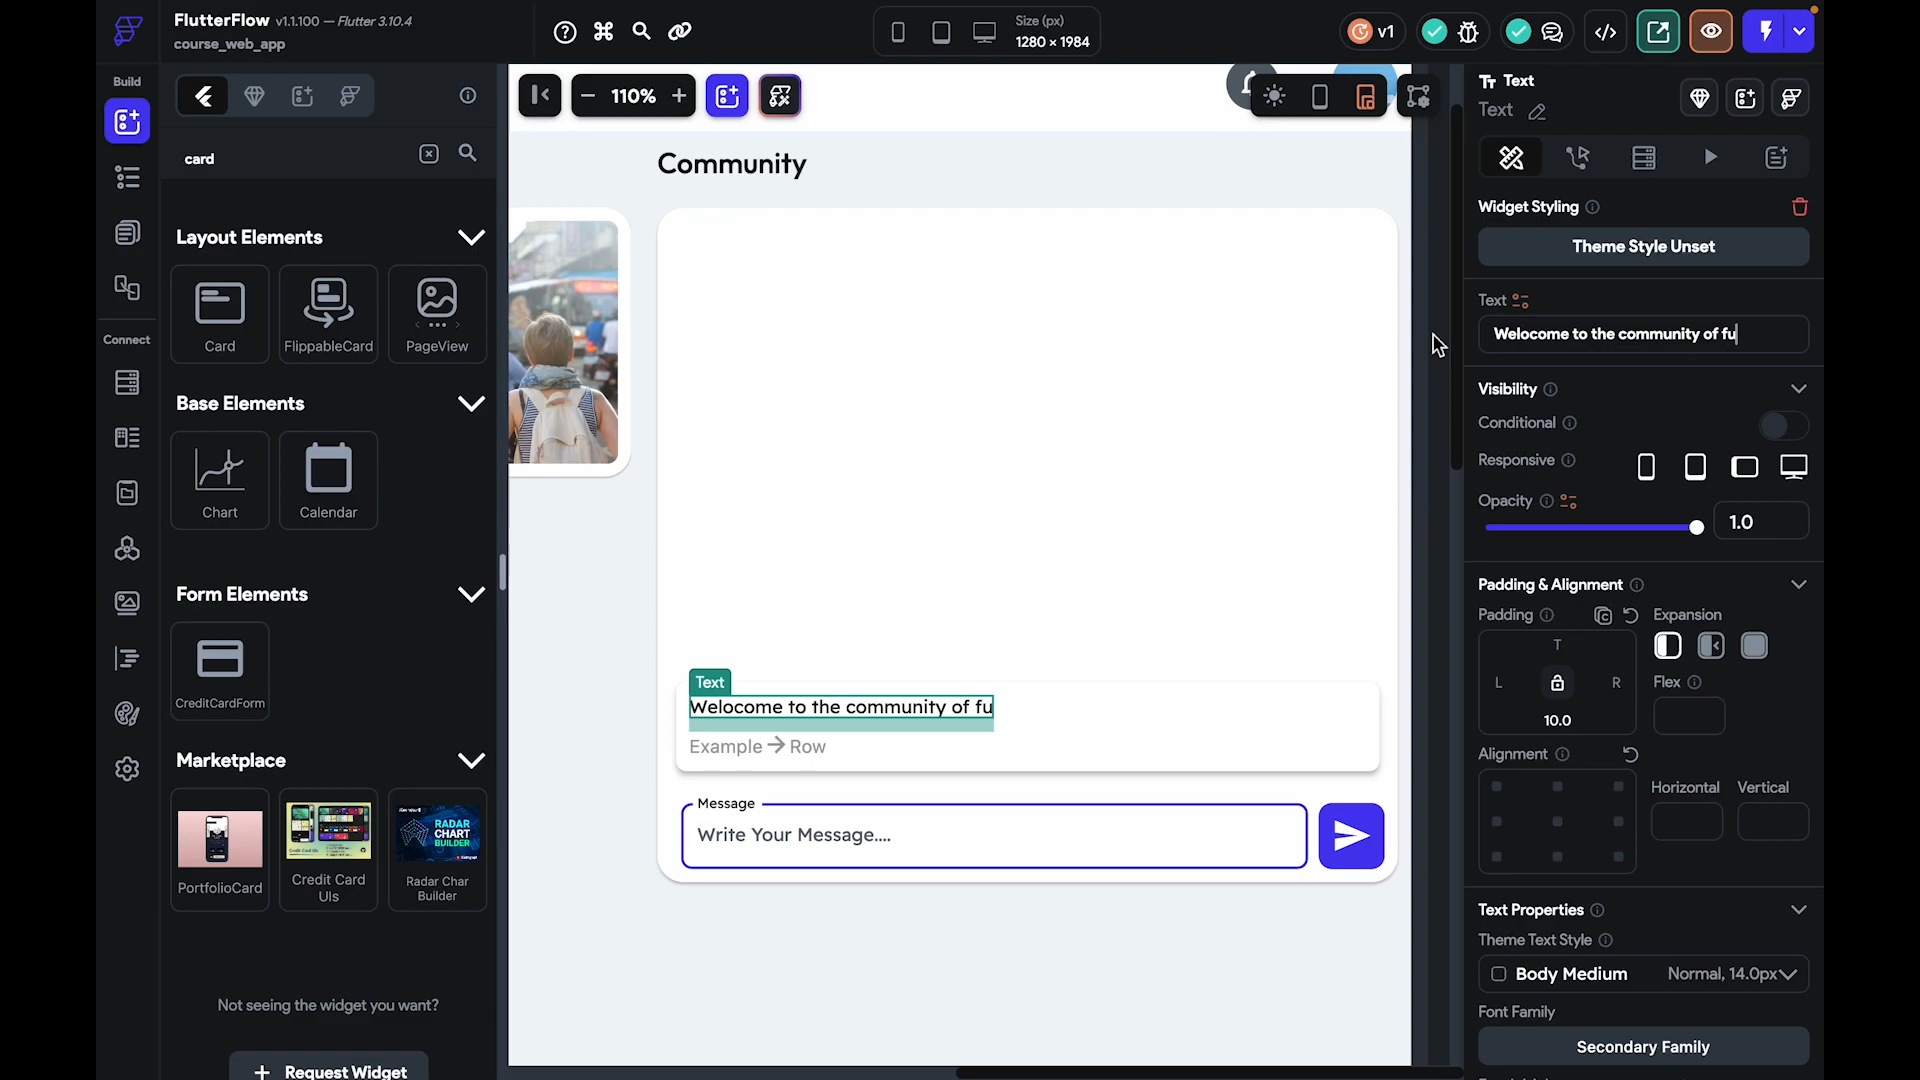 FlutterFlow v1.1.100 — Flutter 3.10.4
course_web_app
Size (px)
1280 × 1984
v1
Build
Connect
card
Layout Elements
Card
FlippableCard
PageView
Base Elements
Chart
Calendar
Form Elements
CreditCardForm
Marketplace
PortfolioCard
Credit Card
UIs
RADAR
CHART
BUILDER
Radar Char
Builder
Not seeing the widget you want?
+ Request Widget
110%
Community
Text
Welocome to the community of fu
Example → Row
Message
Write Your Message....
Text
Text
Widget Styling
Theme Style Unset
Text
Welocome to the community of fu
Visibility
Conditional
Responsive
Opacity
1.0
Padding & Alignment
Padding
Expansion
T
L
R
10.0
Flex
Alignment
Horizontal
Vertical
Text Properties
Theme Text Style
Body Medium
Normal, 14.0px
Font Family
Secondary Family